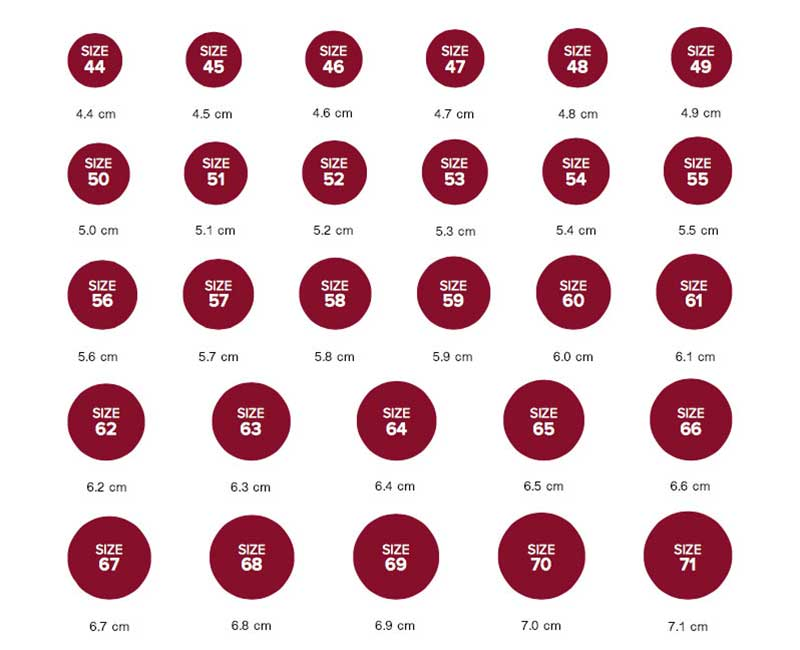 SIZE SIZE SIZE SIZE SIZE SIZE
44 45 46 47 48 49
4.4 cm 4.5 cm 4.6 cm 4.7 cm 4.8 cm 4.9 cm
SIZE SIZE SIZE SIZE SIZE SIZE
50 51 52 53 54 55
5.0 cm 5.1 cm 5.2 cm 5.3 cm 5.4 cm 5.5 cm
SIZE SIZE SIZE SIZE SIZE SIZE
56 57 58 59 60 61
5.6 cm 5.7 cm 5.8 cm 5.9 cm 6.0 cm 6.1 cm
SIZE SIZE SIZE SIZE SIZE
62 63 64 65 66
6.2 cm 6.3 cm 6.4 cm 6.5 cm 6.6 cm
SIZE SIZE SIZE SIZE SIZE
67 68 69 70 71
6.7 cm 6.8 cm 6.9 cm 7.0 cm 7.1 cm